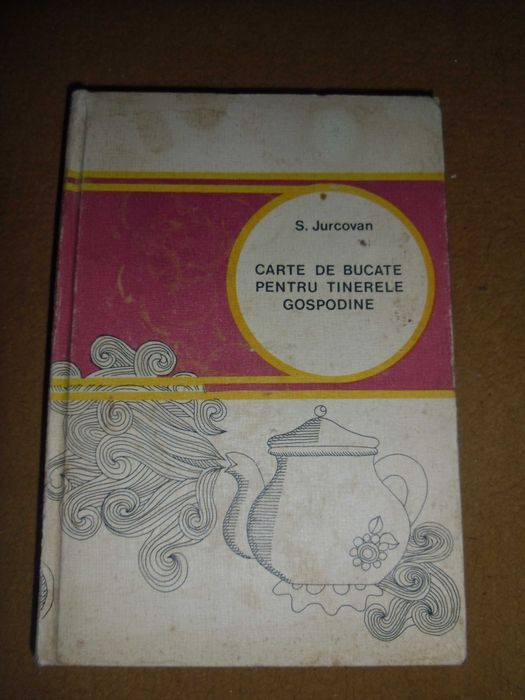 S. Jurcovan
CARTE DE BUCATE
PENTRU TINERELE
GOSPODINE